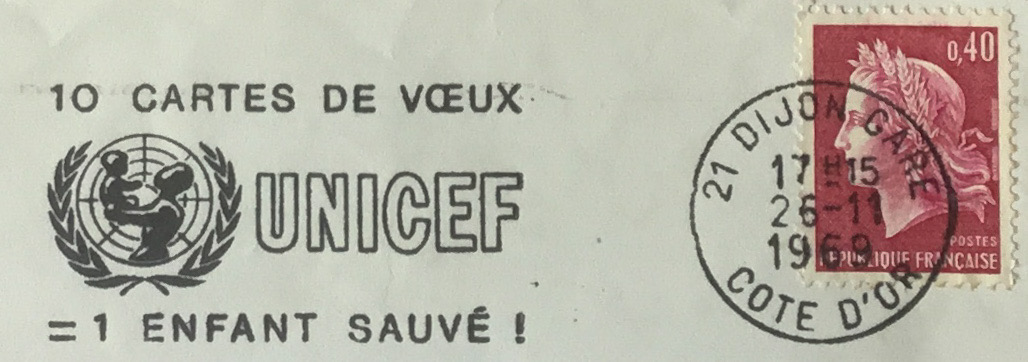 10 CARTES DE VŒUX
UNICEF
= 1 ENFANT SAUVÉ !
21 DIJON GARE
17H15
26-11
1969
COTE D'OR
0,40
POSTES
REPUBLIQUE FRANÇAISE